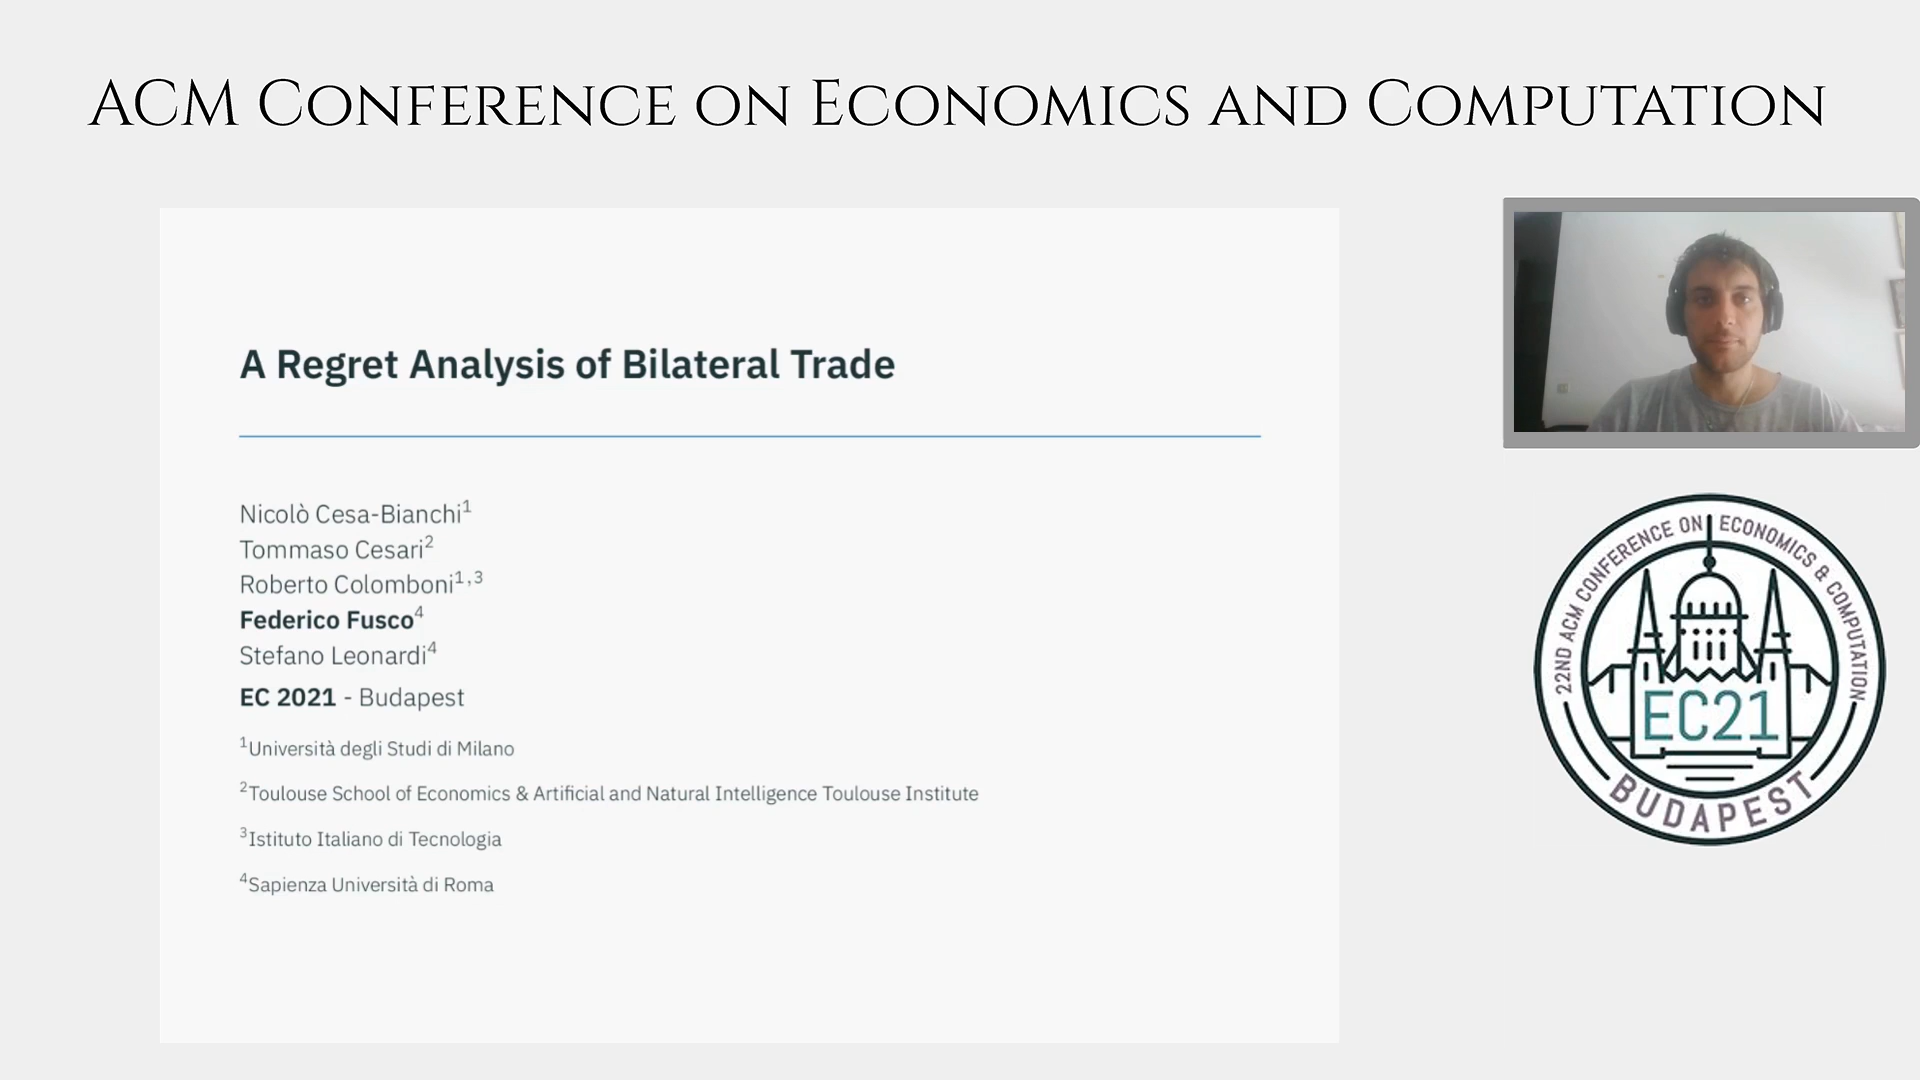 ACM Conference on Economics and Computation
A Regret Analysis of Bilateral Trade
Nicolò Cesa-Bianchi¹
Tommaso Cesari²
Roberto Colomboni¹,³
Federico Fusco⁴
Stefano Leonardi⁴
EC 2021 - Budapest
¹Università degli Studi di Milano
²Toulouse School of Economics & Artificial and Natural Intelligence Toulouse Institute
³Istituto Italiano di Tecnologia
⁴Sapienza Università di Roma
22ND ACM CONFERENCE ON ECONOMICS & COMPUTATION
EC21
BUDAPEST